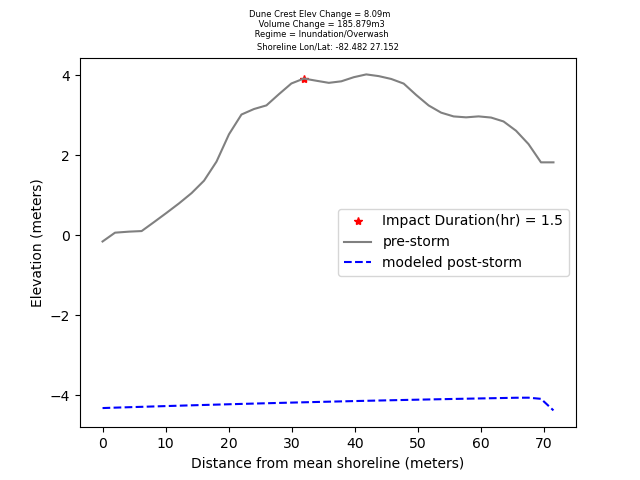 Dune Crest Elev Change = 8.09m
Volume Change = 185.879m3
Regime = Inundation/Overwash
Shoreline Lon/Lat: -82.482 27.152
4
2
0
−2
−4
Elevation (meters)
Impact Duration(hr) = 1.5
pre-storm
modeled post-storm
0 10 20 30 40 50 60 70
Distance from mean shoreline (meters)